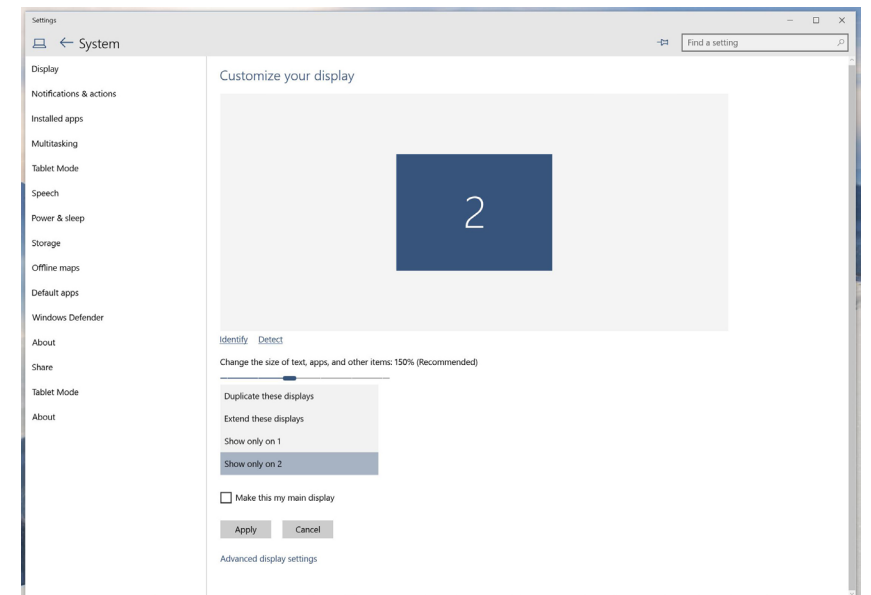 Settings
System
Find a setting
Display
Notifications & actions
Installed apps
Multitasking
Tablet Mode
Speech
Power & sleep
Storage
Offline maps
Default apps
Windows Defender
About
Share
Tablet Mode
About
Customize your display
2
Identify Detect
Change the size of text, apps, and other items: 150% (Recommended)
Duplicate these displays
Extend these displays
Show only on 1
Show only on 2
Make this my main display
Apply Cancel
Advanced display settings